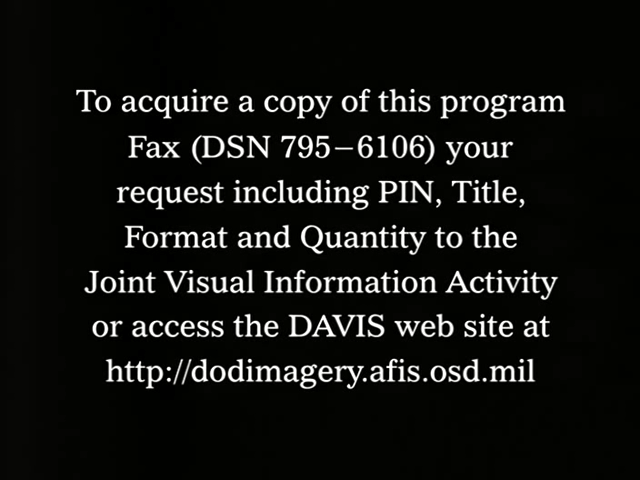 To acquire a copy of this program
Fax (DSN 795−6106) your
request including PIN, Title,
Format and Quantity to the
Joint Visual Information Activity
or access the DAVIS web site at
http://dodimagery.afis.osd.mil